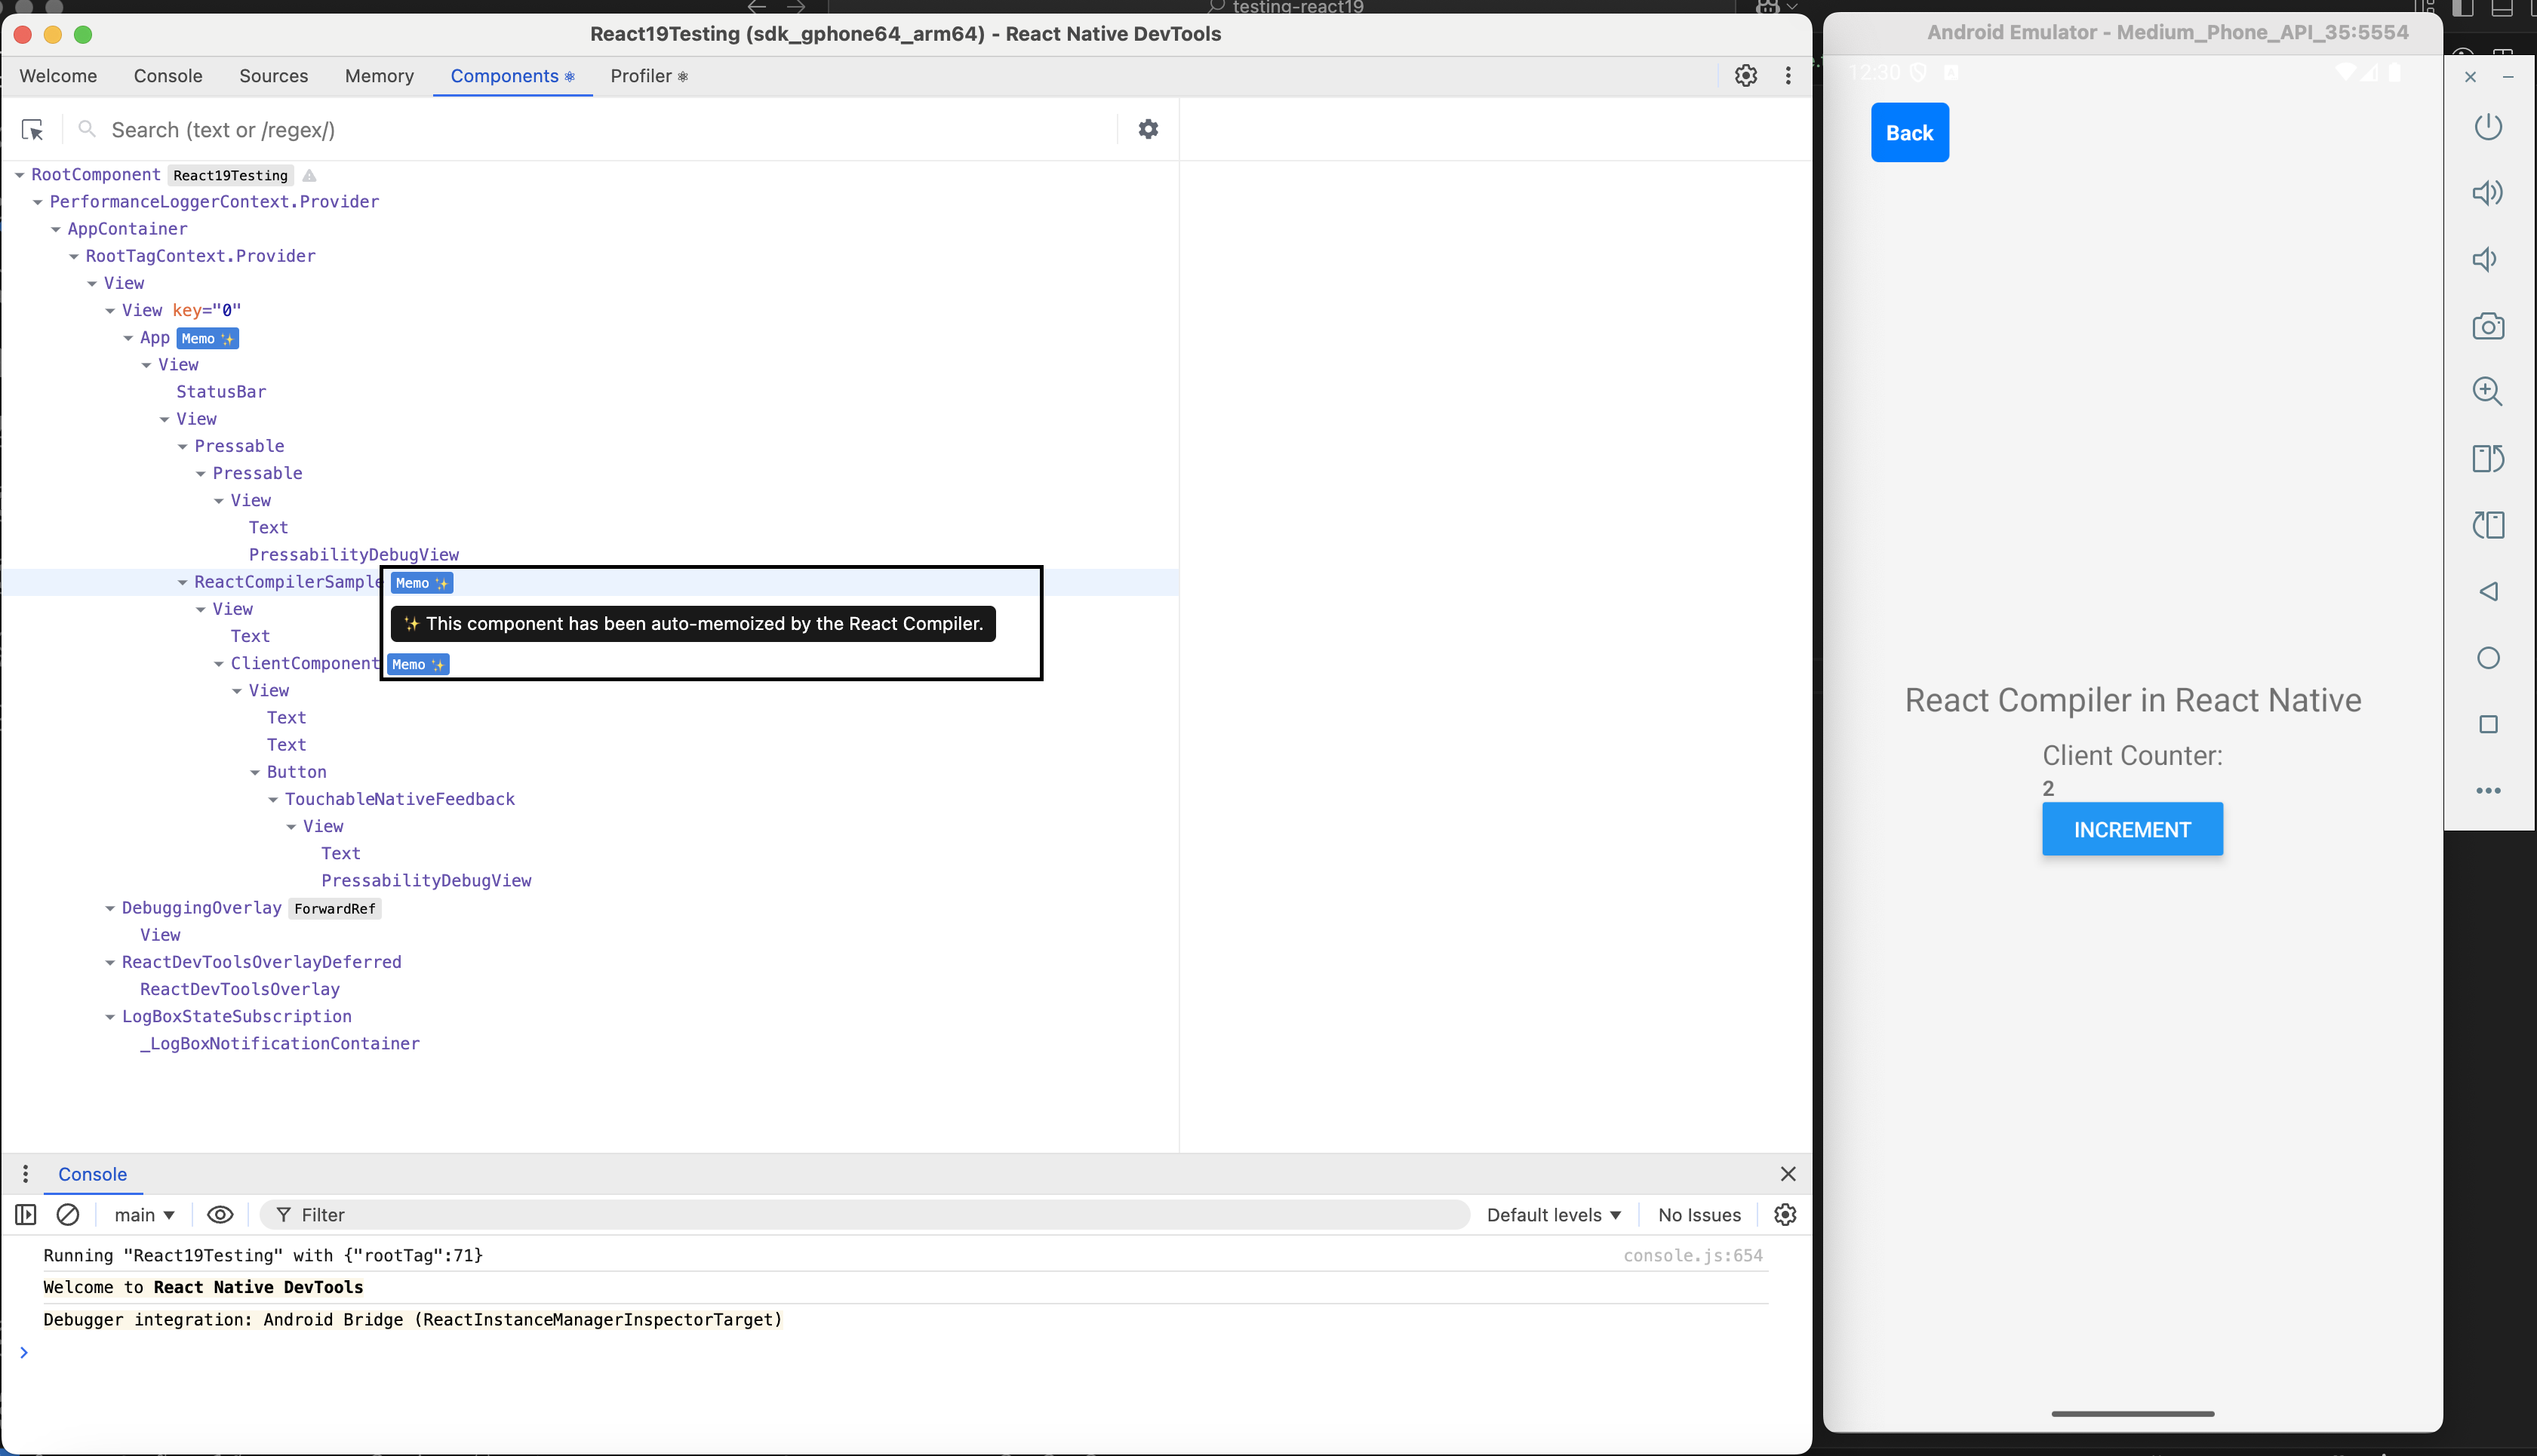 testing-react19
React19Testing (sdk_gphone64_arm64) - React Native DevTools
Welcome Console Sources Memory Components ⚛ Profiler ⚛
Search (text or /regex/)
RootComponent React19Testing
PerformanceLoggerContext.Provider
AppContainer
RootTagContext.Provider
View
View key="0"
App Memo ✨
View
StatusBar
View
Pressable
Pressable
View
Text
PressabilityDebugView
ReactCompilerSample Memo ✨
View
✨ This component has been auto-memoized by the React Compiler.
Text
ClientComponent Memo ✨
View
Text
Text
Button
TouchableNativeFeedback
View
Text
PressabilityDebugView
DebuggingOverlay ForwardRef
View
ReactDevToolsOverlayDeferred
ReactDevToolsOverlay
LogBoxStateSubscription
_LogBoxNotificationContainer
Console
main ▼ Filter Default levels ▼ No Issues
Running "React19Testing" with {"rootTag":71} console.js:654
Welcome to React Native DevTools
Debugger integration: Android Bridge (ReactInstanceManagerInspectorTarget)
Android Emulator - Medium_Phone_API_35:5554
12:30
Back
React Compiler in React Native
Client Counter:
2
INCREMENT